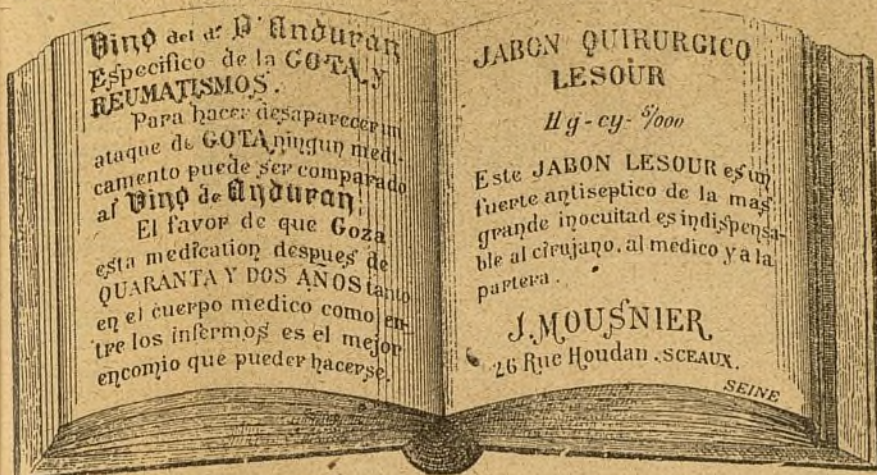 Vino del dr D'Anduran
Especifico de la GOTA y
REUMATISMOS.
Para hacer desaparecer un
ataque de GOTA ningun medi-
camento puede ser comparado
al Vino de Anduran.
El favor de que Goza
esta medication despues de
QUARANTA Y DOS AÑOS tanto
en el cuerpo medico como en-
tre los infermos es el mejor
encomio que pueder hacerse.
JABON QUIRURGICO
LESOUR
Hg-cy- 5/000
Este JABON LESOUR es un
fuerte antiseptico de la mas
grande inocuitad es indispensa-
ble al cirujano, al médico y a la
partera.
J. MOUSNIER
26 Rue Houdan. SCEAUX.
SEINE